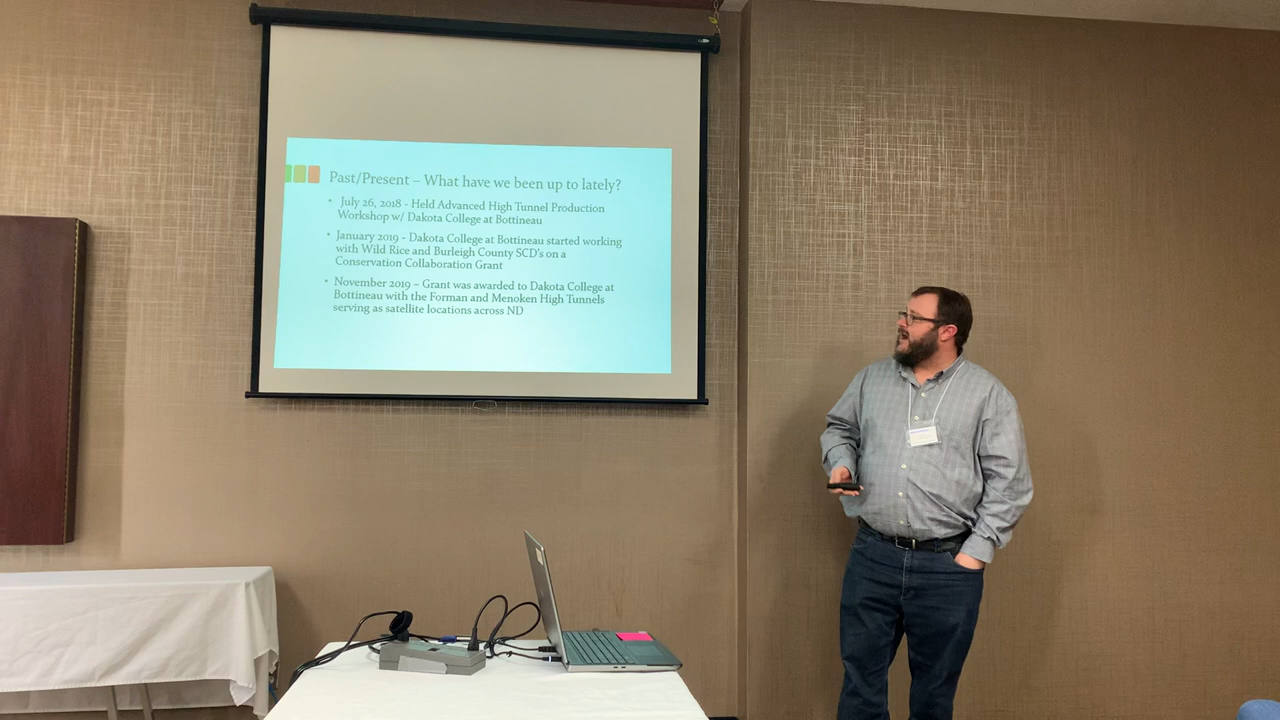 Past/Present – What have we been up to lately?
• July 26, 2018 - Held Advanced High Tunnel Production
Workshop w/ Dakota College at Bottineau
• January 2019 - Dakota College at Bottineau started working
with Wild Rice and Burleigh County SCD's on a
Conservation Collaboration Grant
• November 2019 – Grant was awarded to Dakota College at
Bottineau with the Forman and Menoken High Tunnels
serving as satellite locations across ND